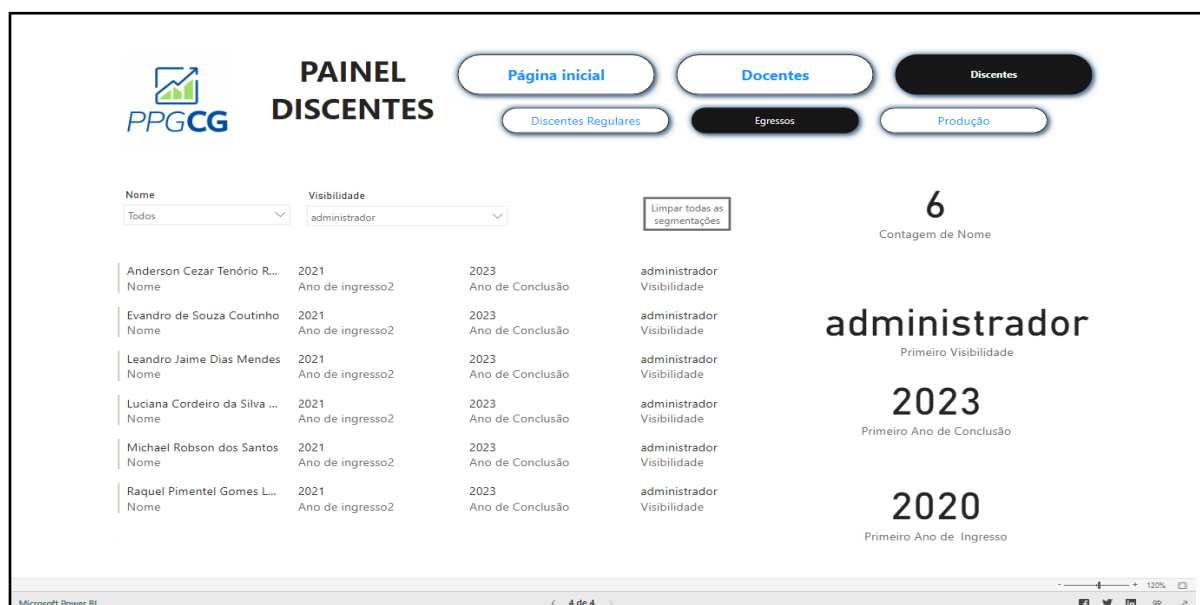 PPGCG
PAINEL
DISCENTES
Página inicial
Docentes
Discentes
Discentes Regulares
Egressos
Produção
Nome
Visibilidade
Todos
administrador
Limpar todas as
segmentações
6
Contagem de Nome
Anderson Cezar Tenório R... 2021 2023 administrador
Nome Ano de ingresso2 Ano de Conclusão Visibilidade
Evandro de Souza Coutinho 2021 2023 administrador
Nome Ano de ingresso2 Ano de Conclusão Visibilidade
Leandro Jaime Dias Mendes 2021 2023 administrador
Nome Ano de ingresso2 Ano de Conclusão Visibilidade
Luciana Cordeiro da Silva ... 2021 2023 administrador
Nome Ano de ingresso2 Ano de Conclusão Visibilidade
Michael Robson dos Santos 2021 2023 administrador
Nome Ano de ingresso2 Ano de Conclusão Visibilidade
Raquel Pimentel Gomes L... 2021 2023 administrador
Nome Ano de ingresso2 Ano de Conclusão Visibilidade
administrador
Primeiro Visibilidade
2023
Primeiro Ano de Conclusão
2020
Primeiro Ano de Ingresso
- + 120%
Microsoft Power BI
< 4 de 4 >